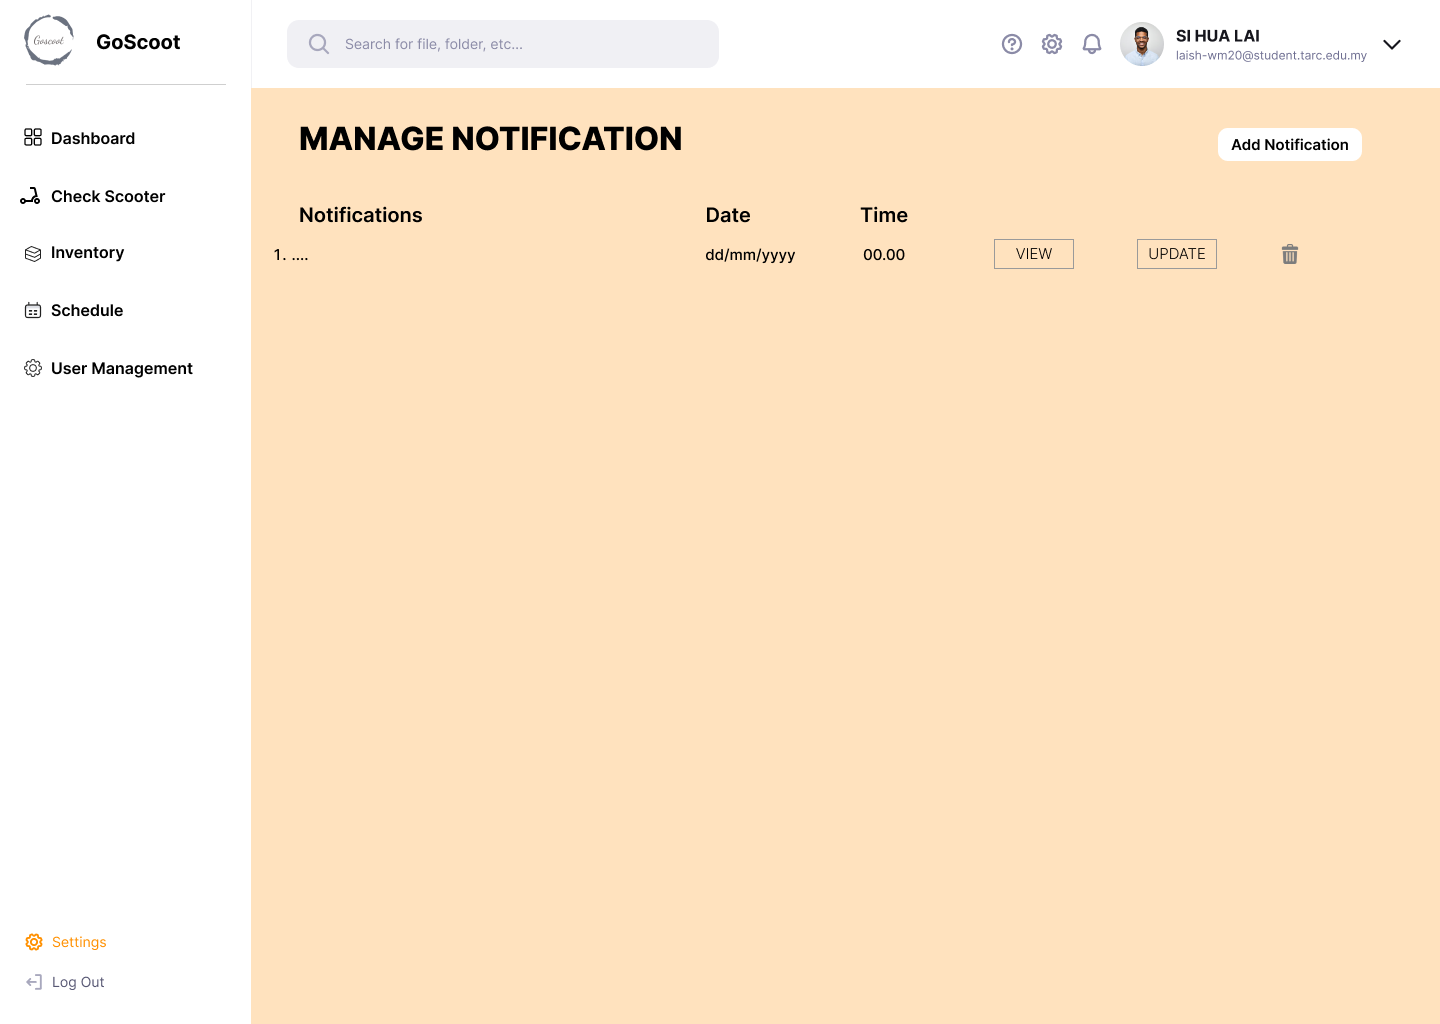 Goscoot
GoScoot
Search for file, folder, etc...
SI HUA LAI
laish-wm20@student.tarc.edu.my
Dashboard
Check Scooter
Inventory
Schedule
User Management
Settings
Log Out
MANAGE NOTIFICATION
Add Notification
Notifications Date Time
1. .... dd/mm/yyyy 00.00 VIEW UPDATE